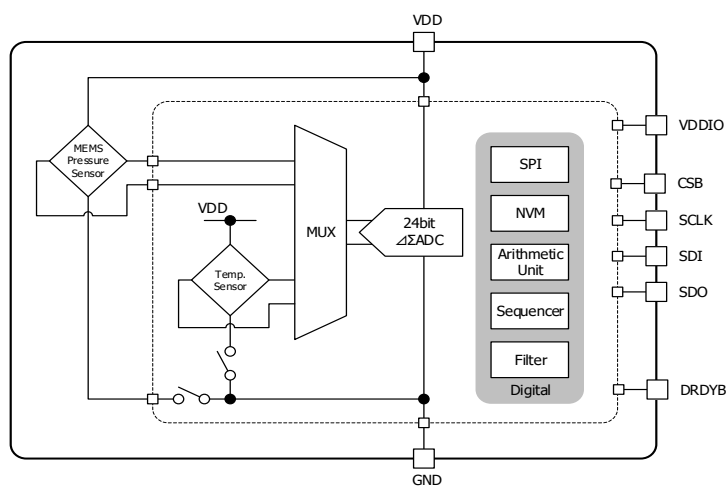 VDD
VDDIO
MEMS
Pressure
Sensor
SPI
CSB
VDD
NVM
SCLK
MUX
24bit
⊿ΣADC
SDI
Arithmetic
Unit
Temp.
Sensor
SDO
Sequencer
Filter
Digital
DRDYB
GND